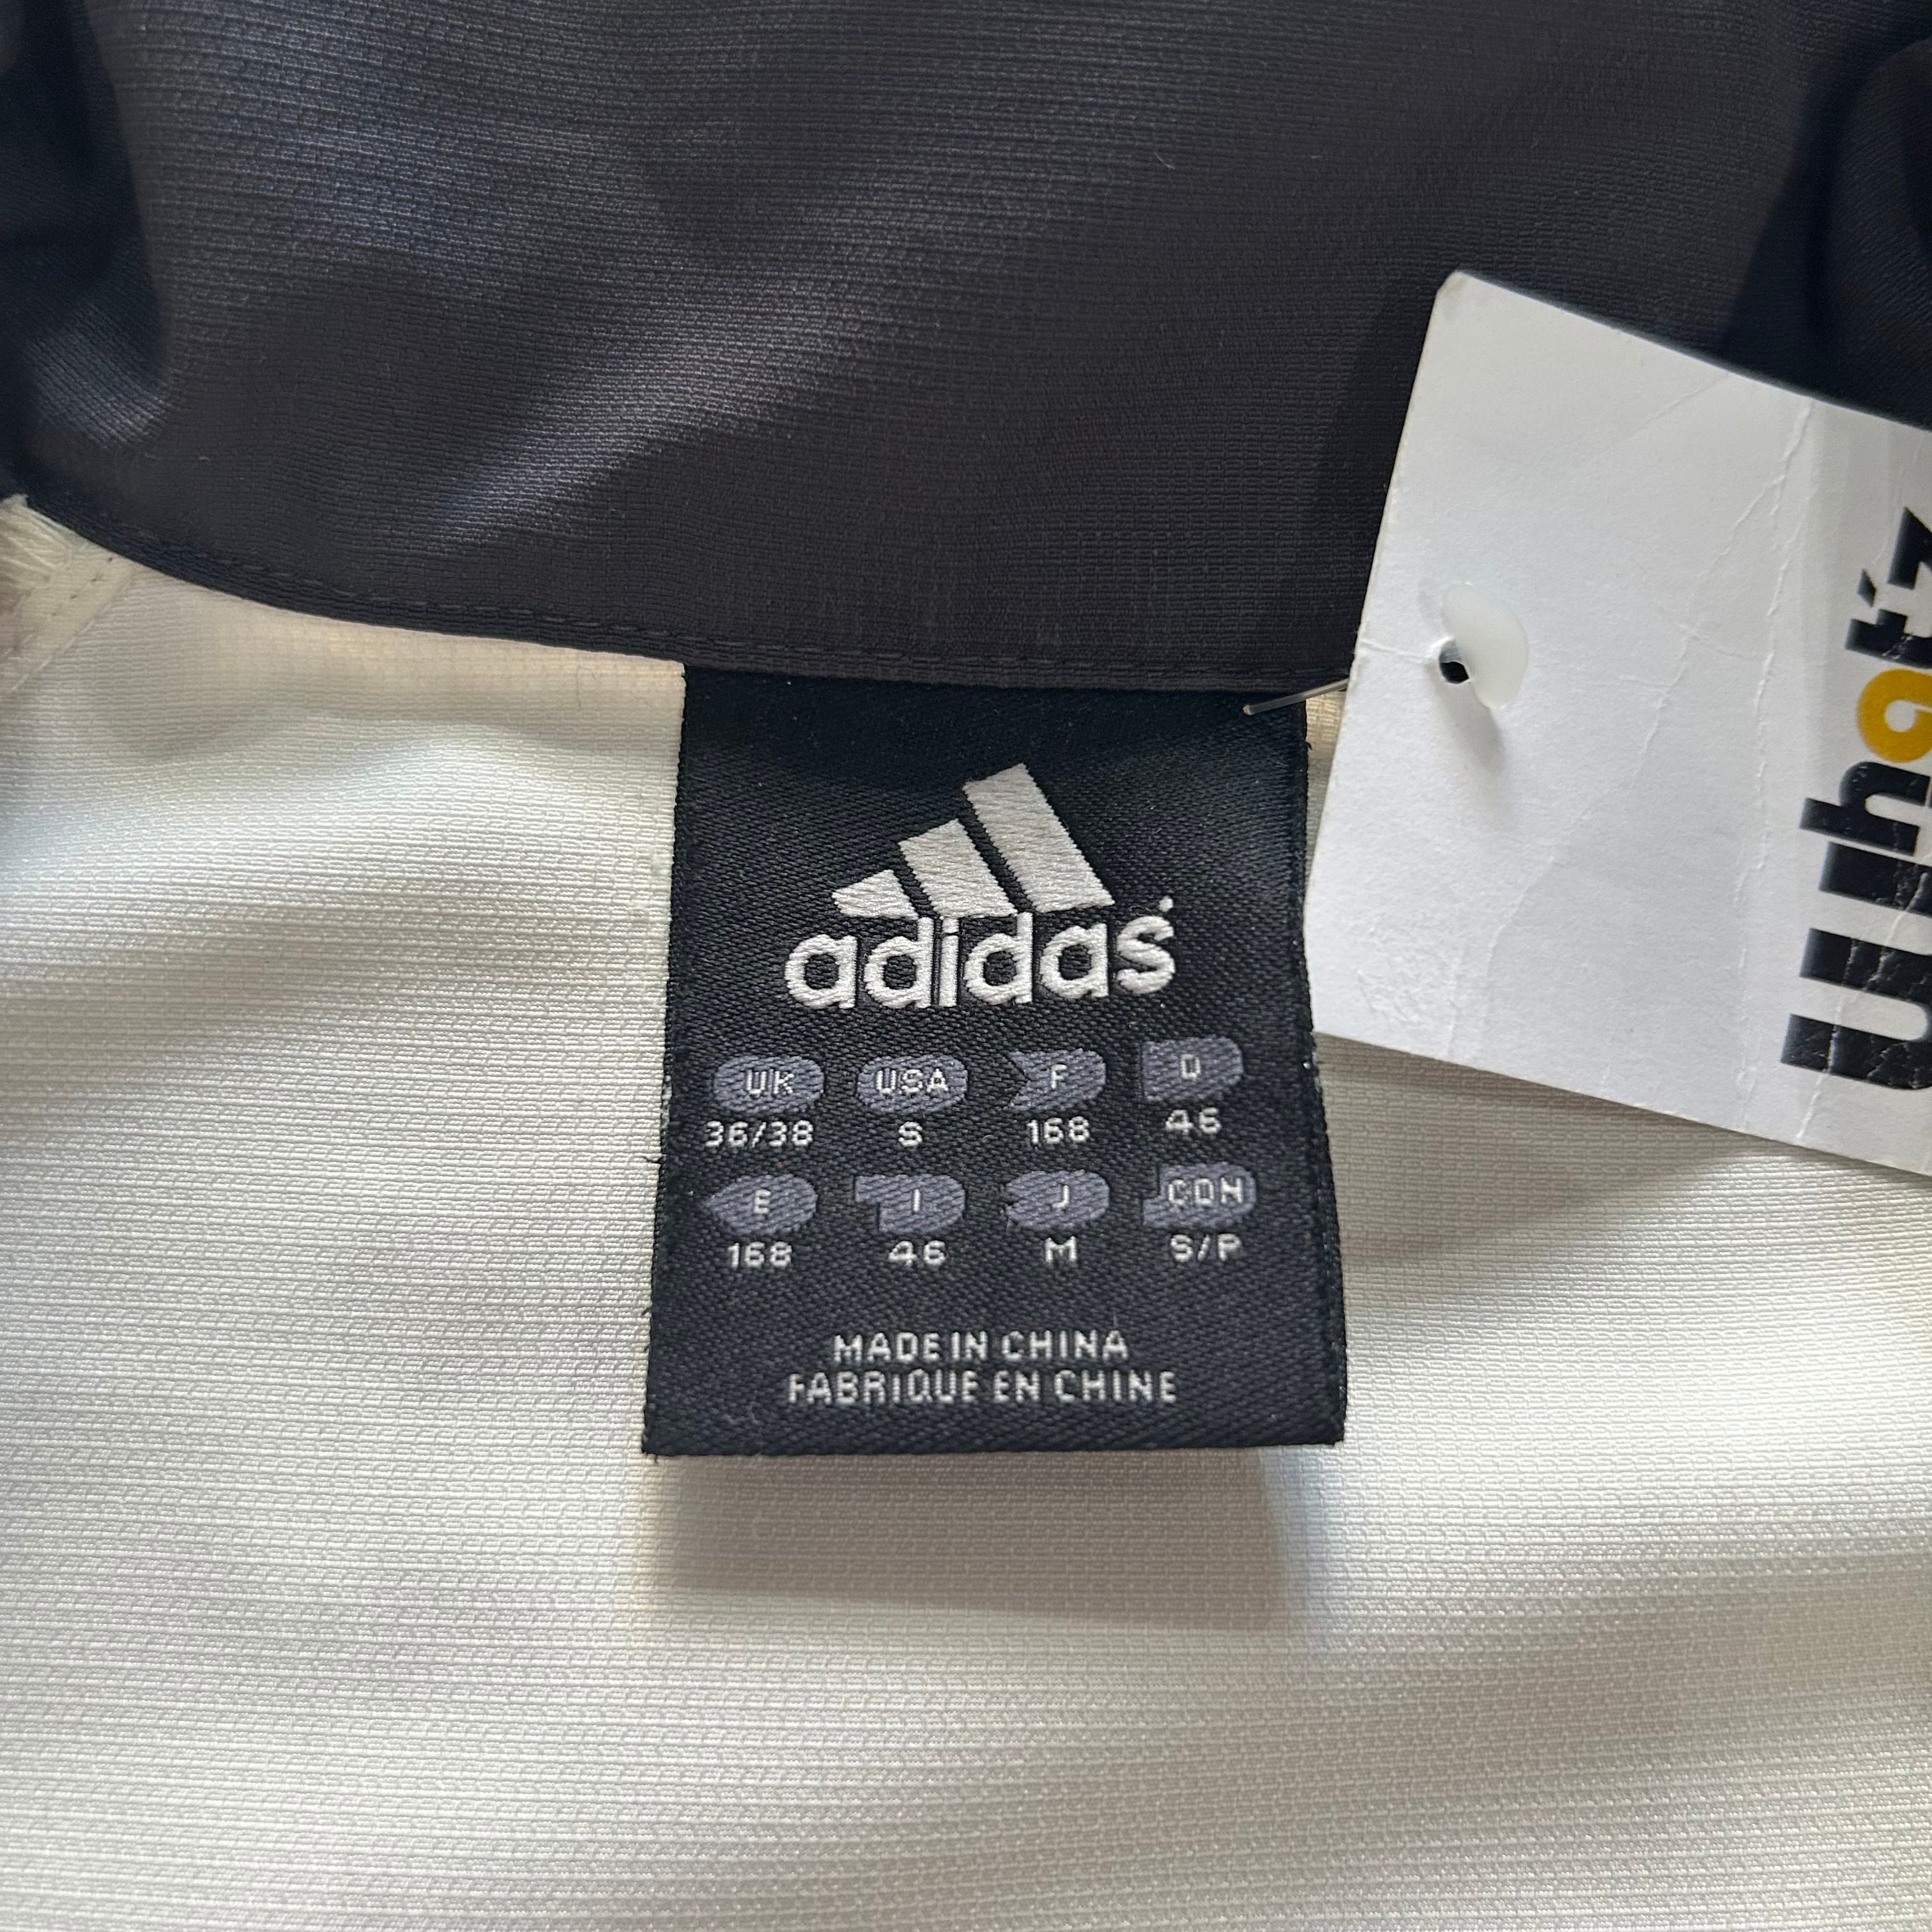 adidas
UK USA F D
36/38 S 168 46
E I J CDN
168 46 M S/P
MADE IN CHINA
FABRIQUE EN CHINE